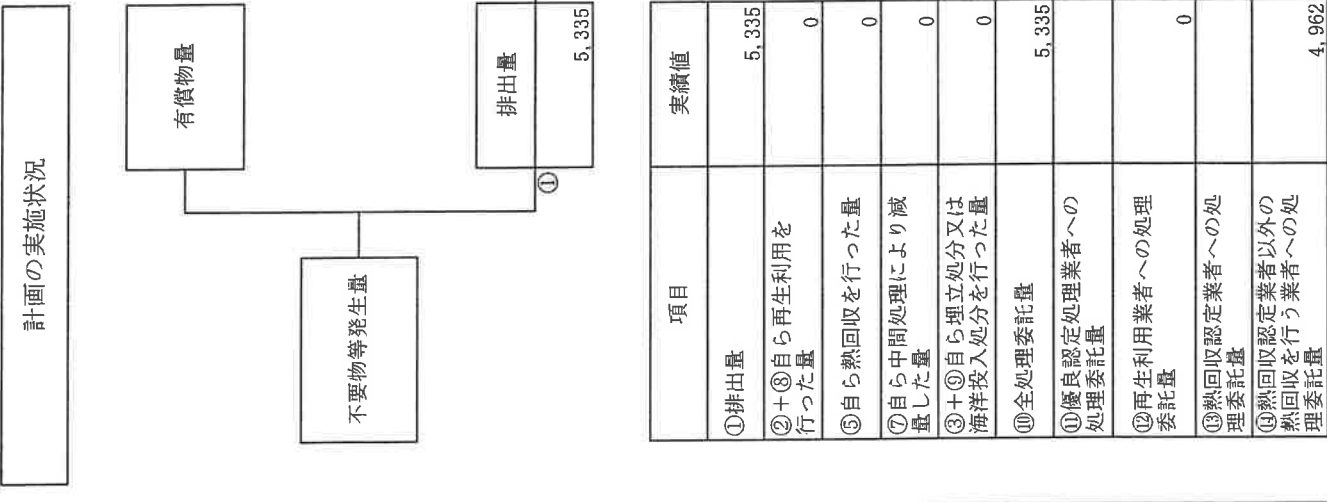 計画の実施状況
有償物量
不要物等発生量
排出量
①
5,335
項目
実績値
①排出量
5,335
②+⑧自ら再生利用を
行った量
0
⑤自ら熱回収を行った量
0
⑦自ら中間処理により減
量した量
0
③+⑨自ら埋立処分又は
海洋投入処分を行った量
0
⑩全処理委託量
5,335
⑪優良認定処理業者への
処理委託量
⑫再生利用業者への処理
委託量
0
⑬熱回収認定業者への処
理委託量
⑭熱回収認定業者以外の
熱回収を行う業者への処
理委託量
4,962